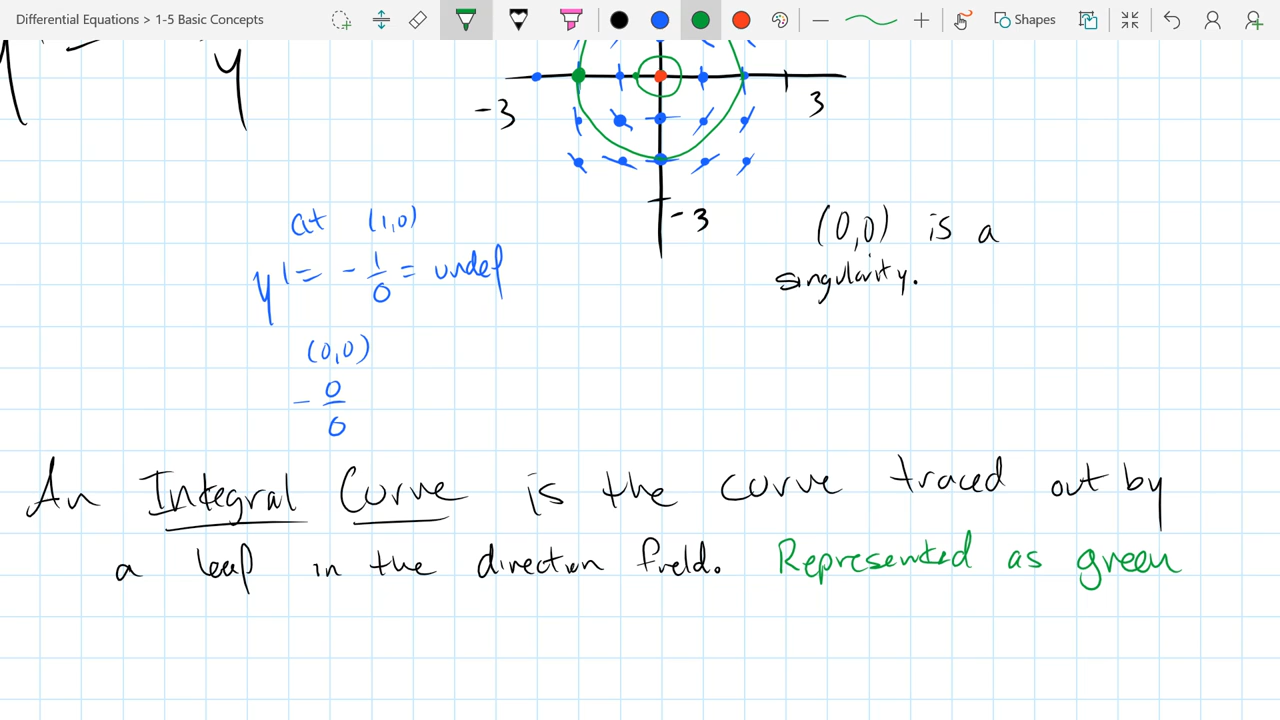 Differential Equations > 1-5 Basic Concepts
Shapes
y
-3
3
-3
at (1,0)
y' = - 1/0 = undef
(0,0)
- 0/0
(0,0) is a
singularity.
An Integral Curve is the curve traced out by
a leaf in the direction field. Represented as green